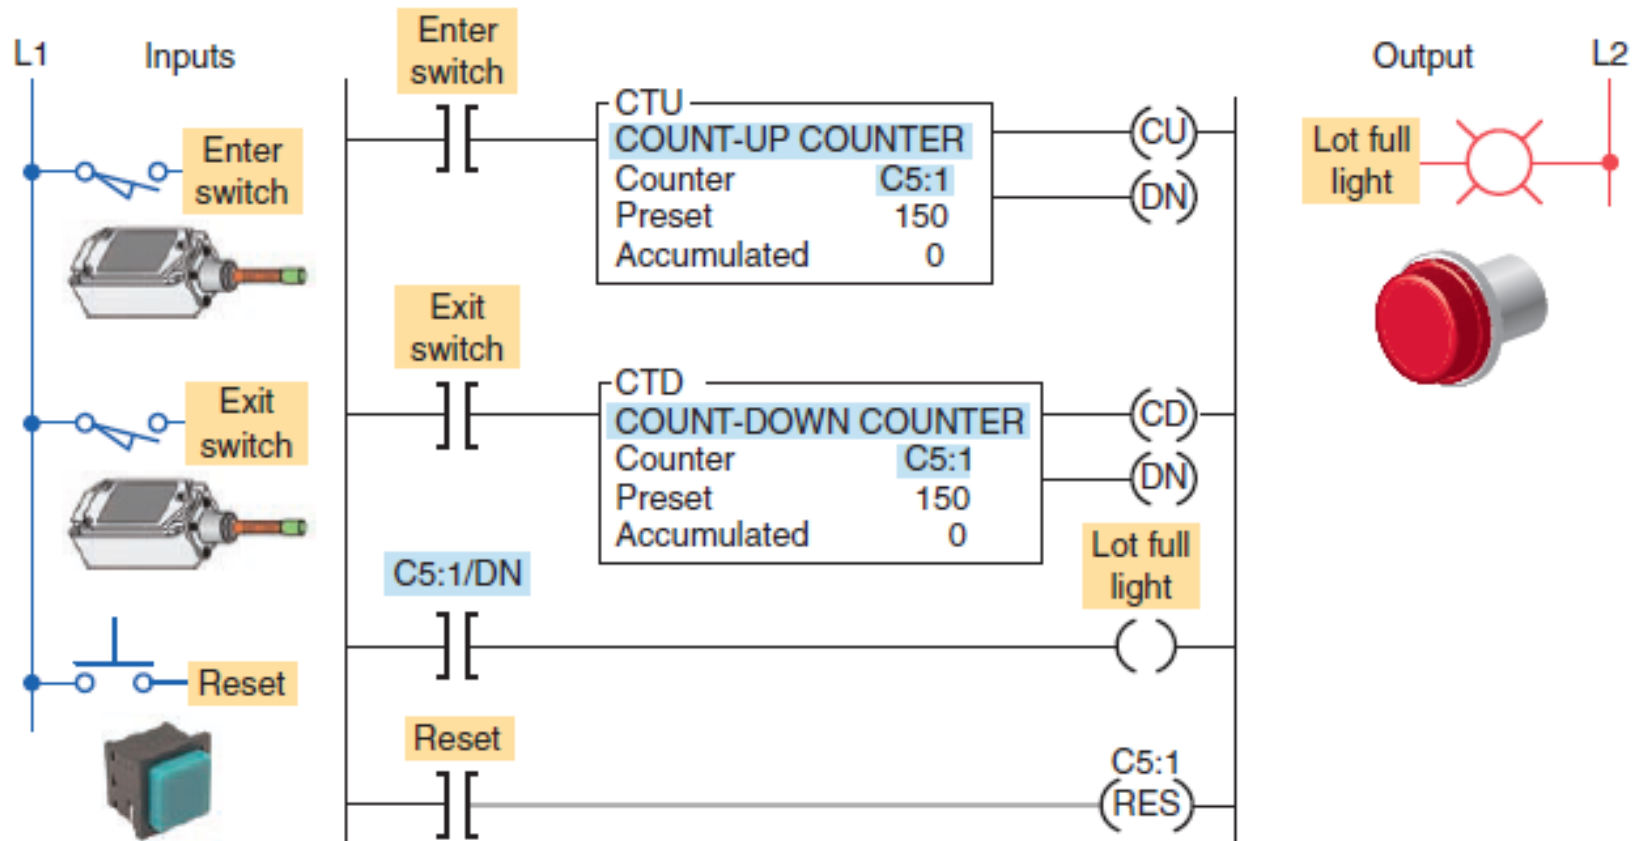 L1
Inputs
Enter
switch
Exit
switch
Reset
Enter
switch
CTU
COUNT-UP COUNTER
Counter C5:1
Preset 150
Accumulated 0
(CU)
(DN)
Exit
switch
CTD
COUNT-DOWN COUNTER
Counter C5:1
Preset 150
Accumulated 0
(CD)
(DN)
C5:1/DN
Lot full
light
Reset
C5:1
(RES)
Output
L2
Lot full
light